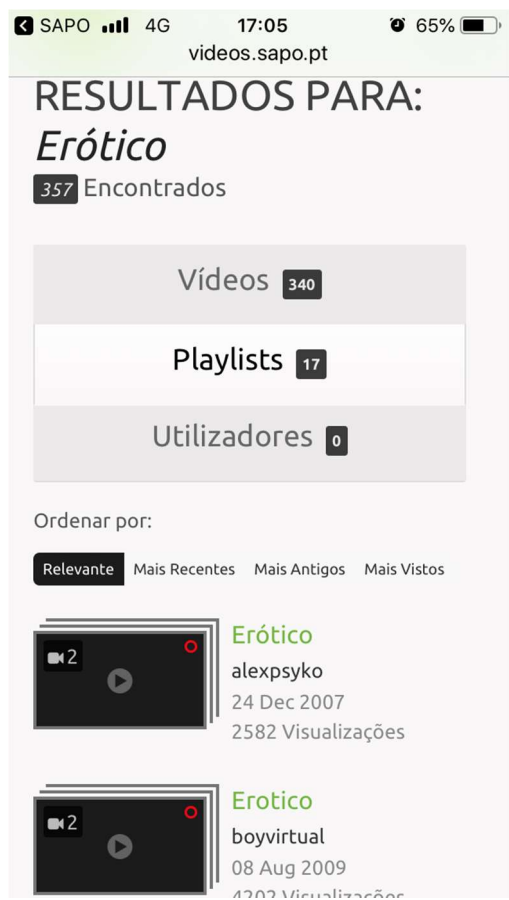 SAPO 4G 17:05 65%
videos.sapo.pt
RESULTADOS PARA:
Erótico
357 Encontrados
Vídeos 340
Playlists 17
Utilizadores 0
Ordenar por:
Relevante Mais Recentes Mais Antigos Mais Vistos
2
Erótico
alexpsyko
24 Dec 2007
2582 Visualizações
2
Erotico
boyvirtual
08 Aug 2009
4202 Visualizações